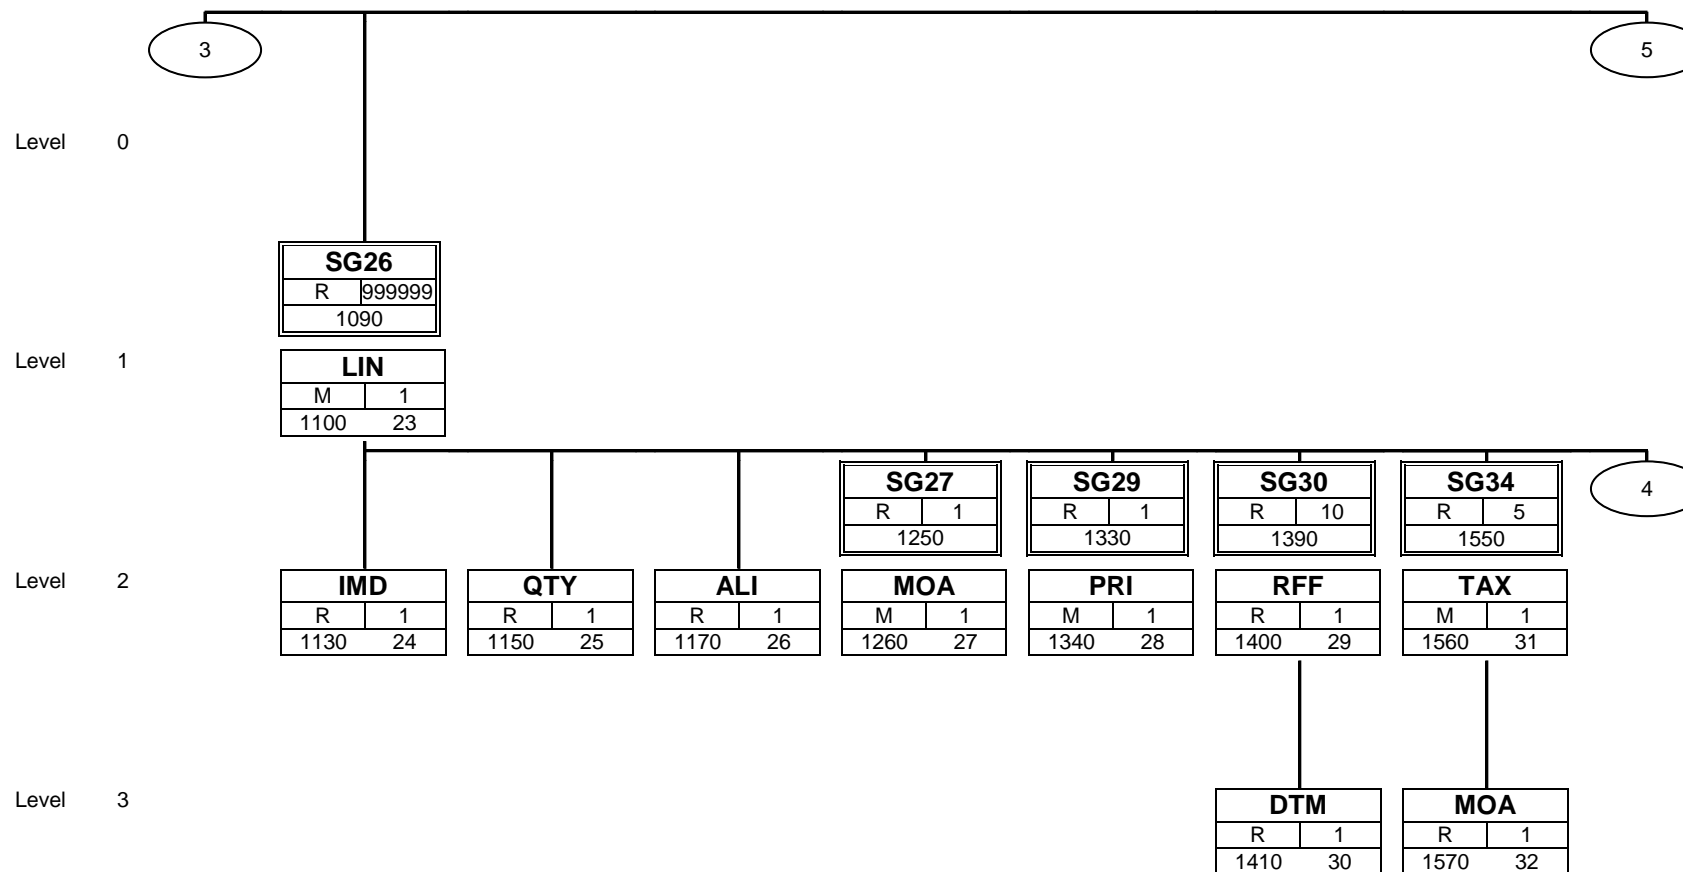 3 5
Level 0
SG26
R 999999
1090
Level 1
LIN
M 1
1100 23
SG27 SG29 SG30 SG34 4
R 1 R 1 R 10 R 5
1250 1330 1390 1550
Level 2
IMD QTY ALI MOA PRI RFF TAX
R 1 R 1 R 1 M 1 M 1 R 1 M 1
1130 24 1150 25 1170 26 1260 27 1340 28 1400 29 1560 31
Level 3
DTM MOA
R 1 R 1
1410 30 1570 32